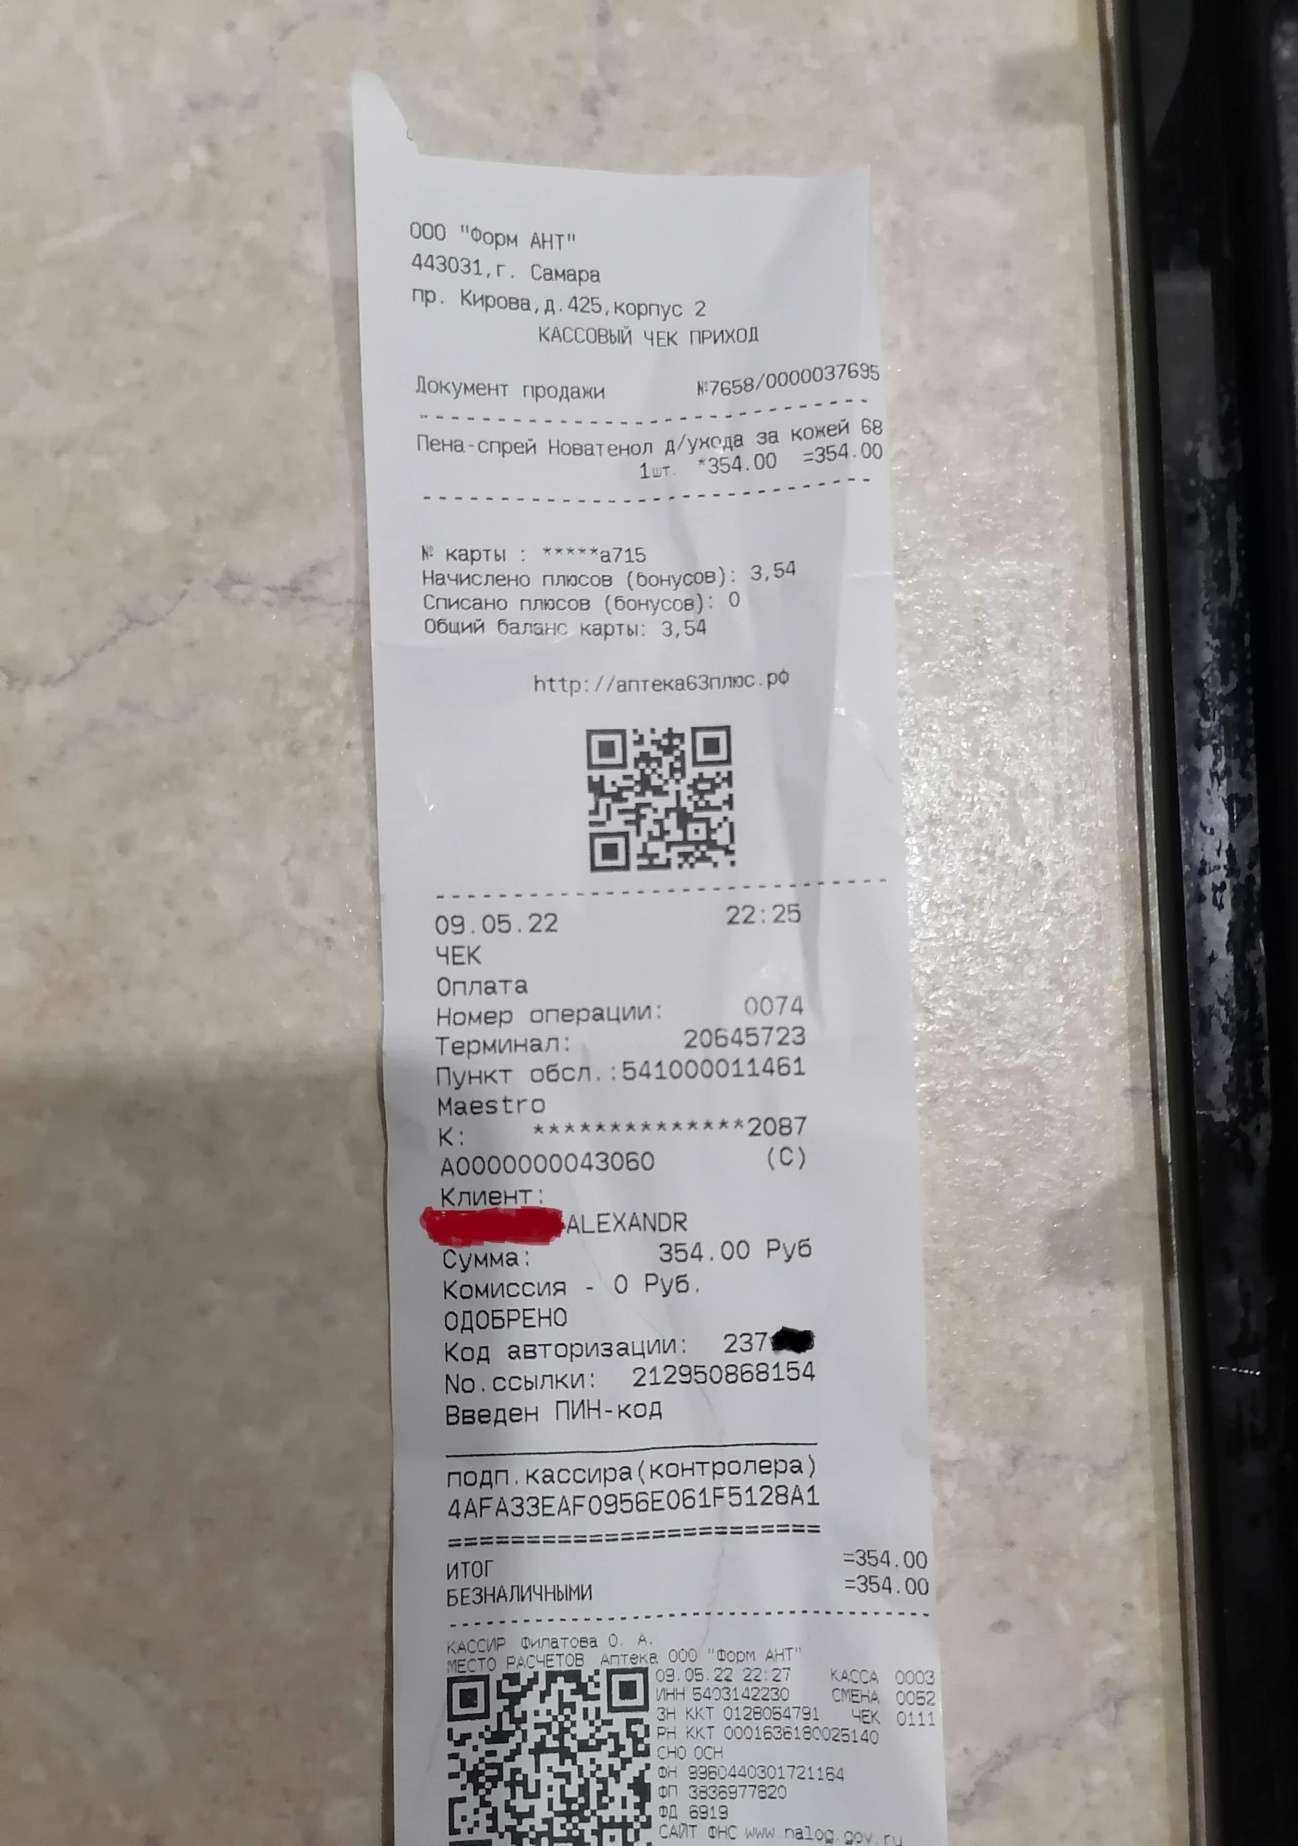 ООО "Форм АНТ"
443031,г. Самара
пр. Кирова,д.425,корпус 2
КАССОВЫЙ ЧЕК ПРИХОД
Документ продажи №7658/0000037695
Пена-спрей Новатенол д/ухода за кожей 68
1шт. *354.00 =354.00
№ карты : *****а715
Начислено плюсов (бонусов): 3,54
Списано плюсов (бонусов): 0
Общий баланс карты: 3,54
http://аптека63плюс.рф
09.05.22 22:25
ЧЕК
Оплата
Номер операции: 0074
Терминал: 20645723
Пункт обсл.:541000011461
Maestro
К: **************2087
A0000000043060 (C)
Клиент:
ALEXANDR
Сумма: 354.00 Руб
Комиссия - 0 Руб.
ОДОБРЕНО
Код авторизации: 237
No.ссылки: 212950868154
Введен ПИН-код
подп.кассира(контролера)
4AFA33EAF0956E061F5128A1
========================
ИТОГ =354.00
БЕЗНАЛИЧНЫМИ =354.00
КАССИР Филатова О. А.
МЕСТО РАСЧЕТОВ Аптека ООО "Форм АНТ"
09.05.22 22:27 КАССА 0003
ИНН 5403142230 СМЕНА 0052
ЗН ККТ 0128054791 ЧЕК 0111
РН ККТ 0001636180025140
СНО ОСН
ФН 9960440301721164
ФП 3836977820
ФД 6919
САЙТ ФНС www.nalog.gov.ru